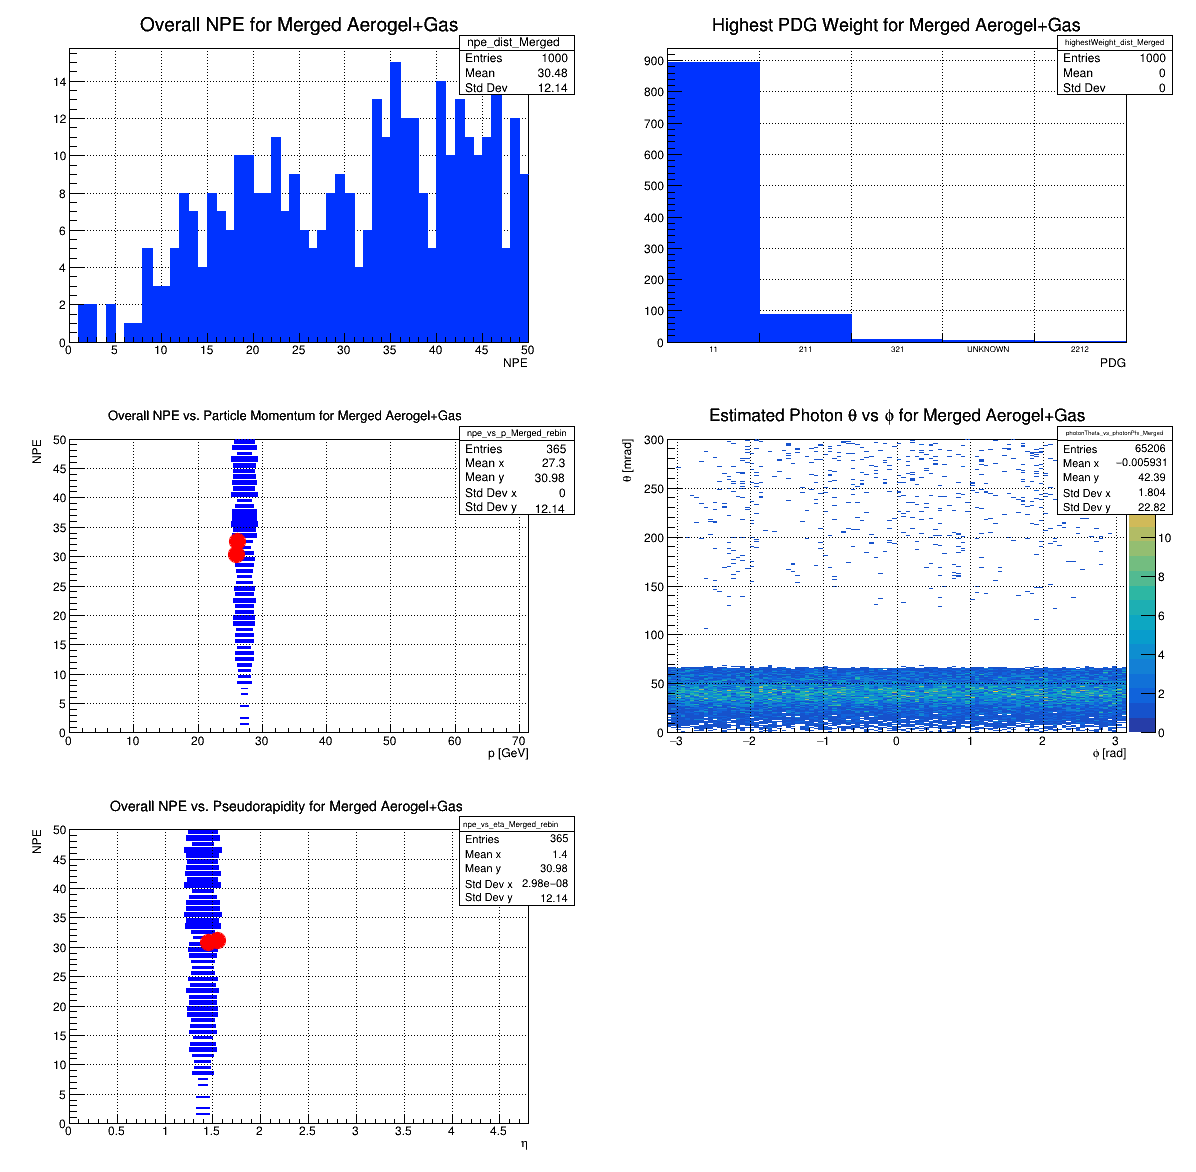 Overall NPE for Merged Aerogel+Gas
npe_dist_Merged
Entries 1000
Mean 30.48
Std Dev 12.14
14
12
10
8
6
4
2
0
0 5 10 15 20 25 30 35 40 45 50
NPE
Highest PDG Weight for Merged Aerogel+Gas
highestWeight_dist_Merged
Entries 1000
Mean 0
Std Dev 0
900
800
700
600
500
400
300
200
100
0
11 211 321 UNKNOWN 2212
PDG
Overall NPE vs. Particle Momentum for Merged Aerogel+Gas
npe_vs_p_Merged_rebin
Entries 365
Mean x 27.3
Mean y 30.98
Std Dev x 0
Std Dev y 12.14
NPE
50
45
40
35
30
25
20
15
10
5
0
0 10 20 30 40 50 60 70
p [GeV]
Estimated Photon θ vs ϕ for Merged Aerogel+Gas
photonTheta_vs_photonPhi_Merged
Entries 65206
Mean x −0.005931
Mean y 42.39
Std Dev x 1.804
Std Dev y 22.82
θ [mrad]
300
250
200
150
100
50
0
−3 −2 −1 0 1 2 3
ϕ [rad]
10
8
6
4
2
0
Overall NPE vs. Pseudorapidity for Merged Aerogel+Gas
npe_vs_eta_Merged_rebin
Entries 365
Mean x 1.4
Mean y 30.98
Std Dev x 2.98e−08
Std Dev y 12.14
NPE
50
45
40
35
30
25
20
15
10
5
0
0 0.5 1 1.5 2 2.5 3 3.5 4 4.5
η